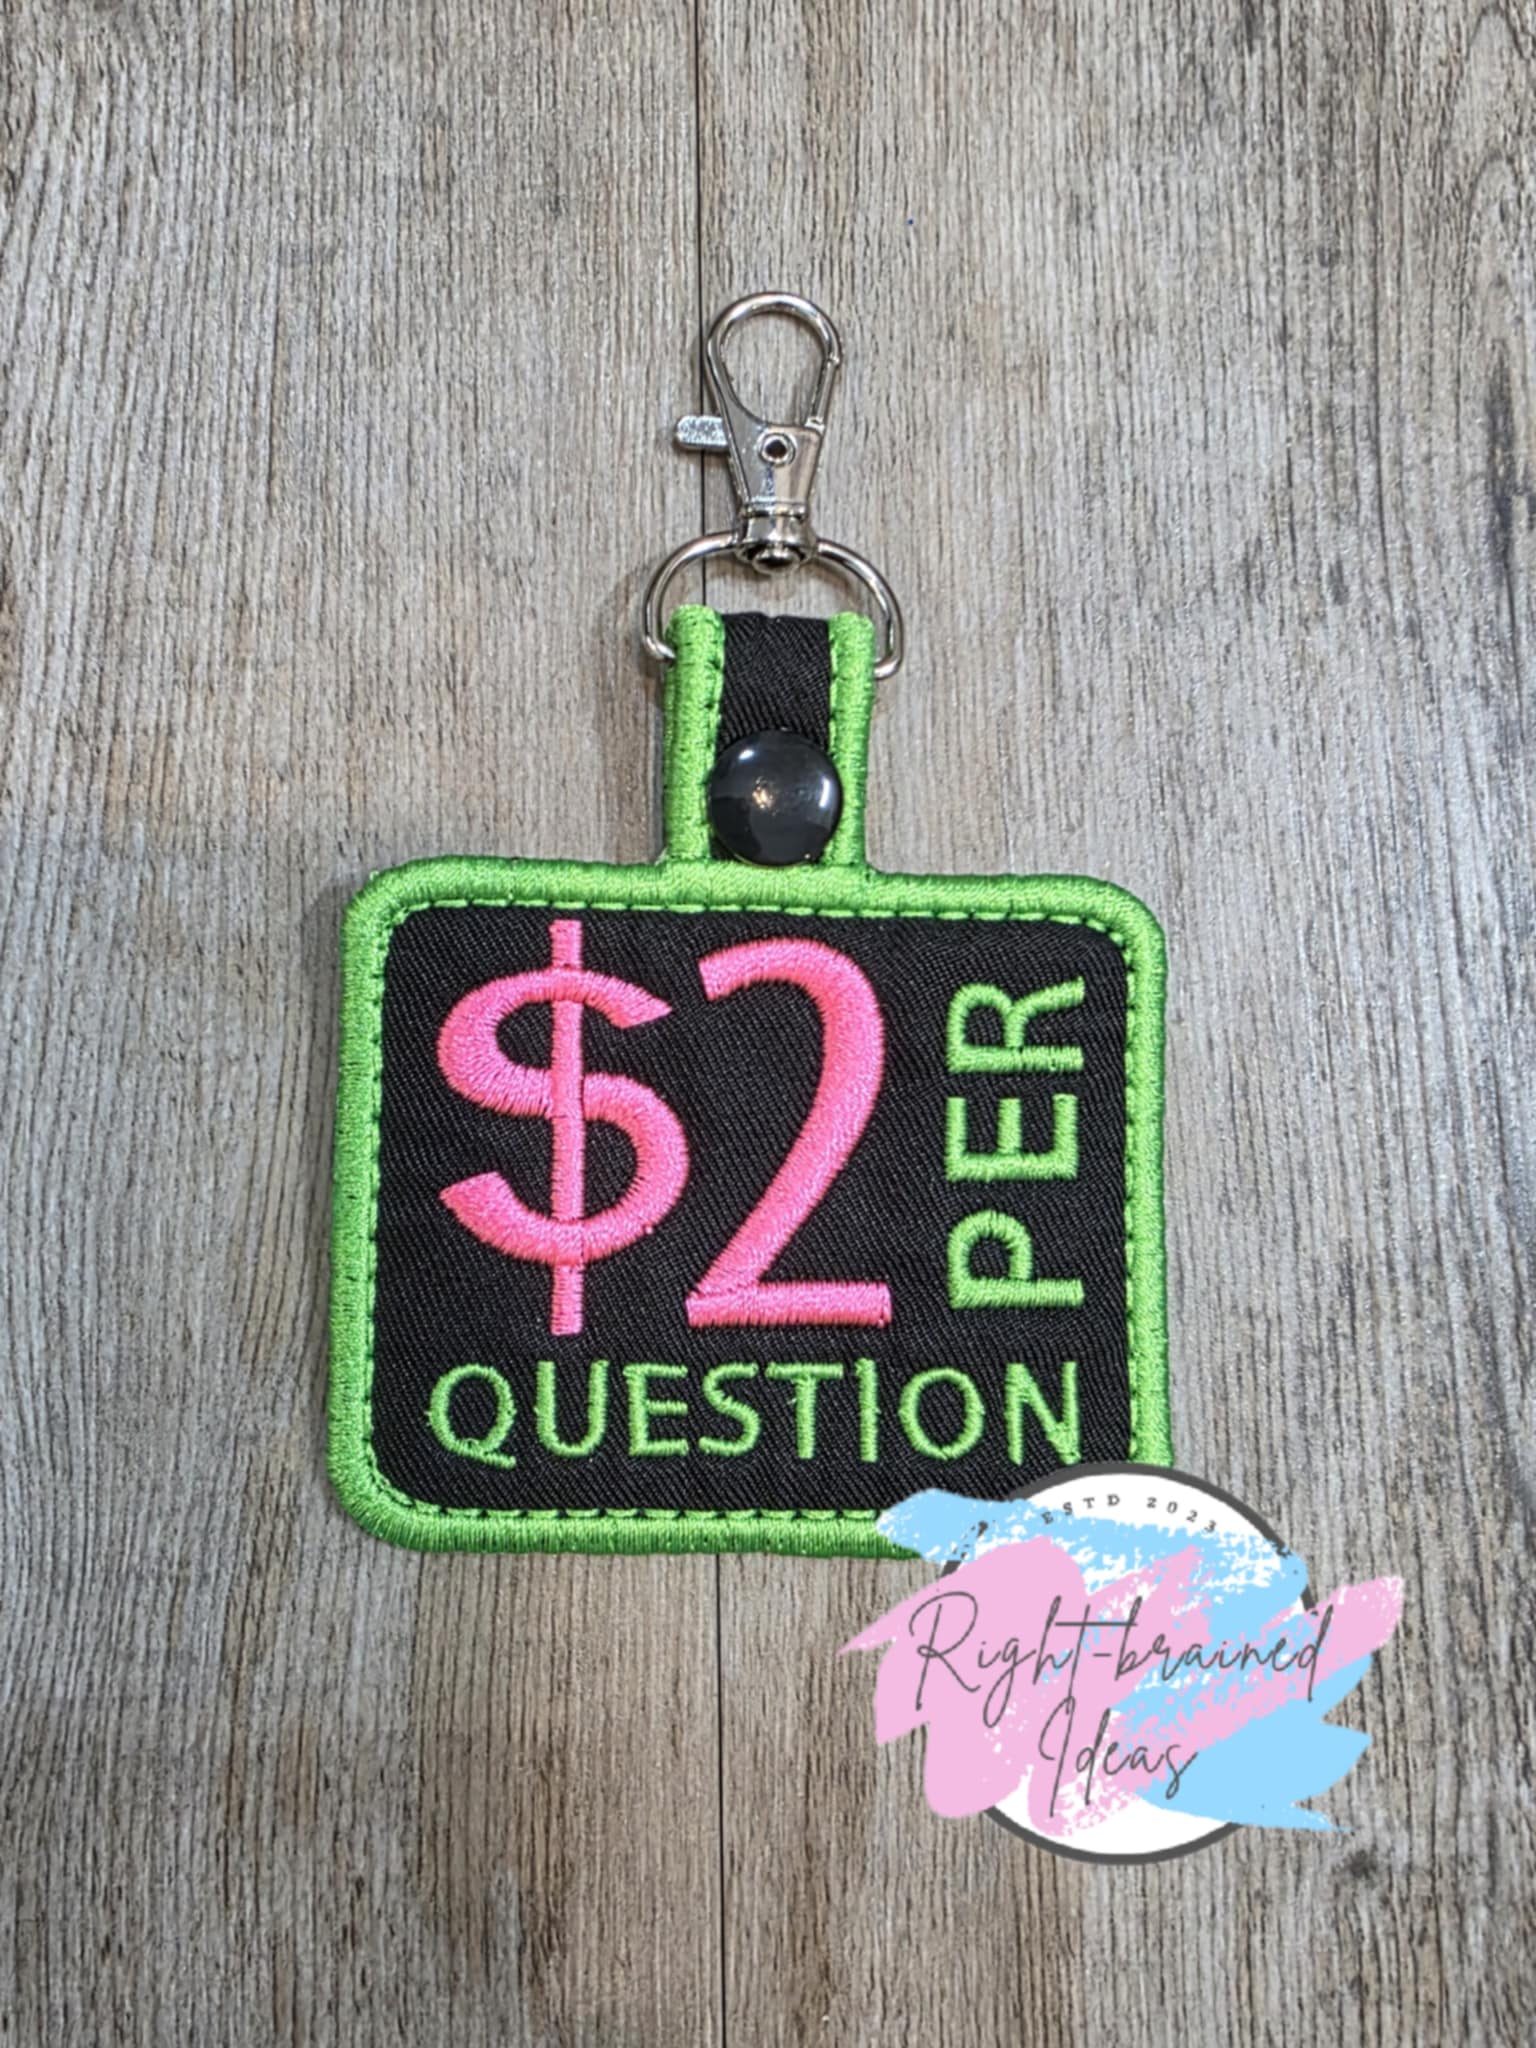 $2
PER
QUESTION
ESTD 2023
Right-brained
Ideas